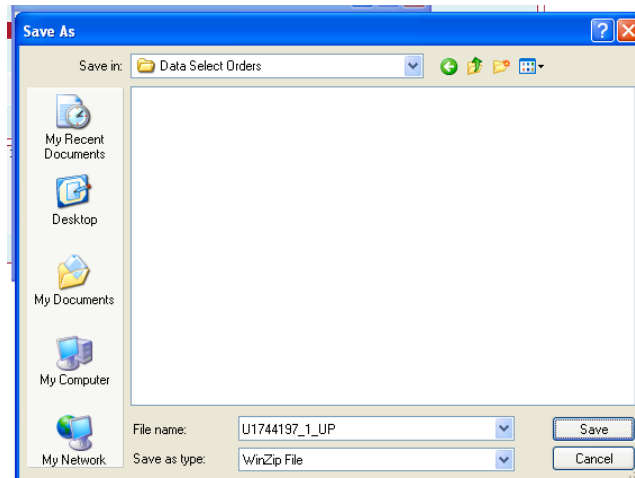 Save As
Save in:
Data Select Orders
My Recent
Documents
Desktop
My Documents
My Computer
My Network
File name:
U1744197_1_UP
Save
Save as type:
WinZip File
Cancel